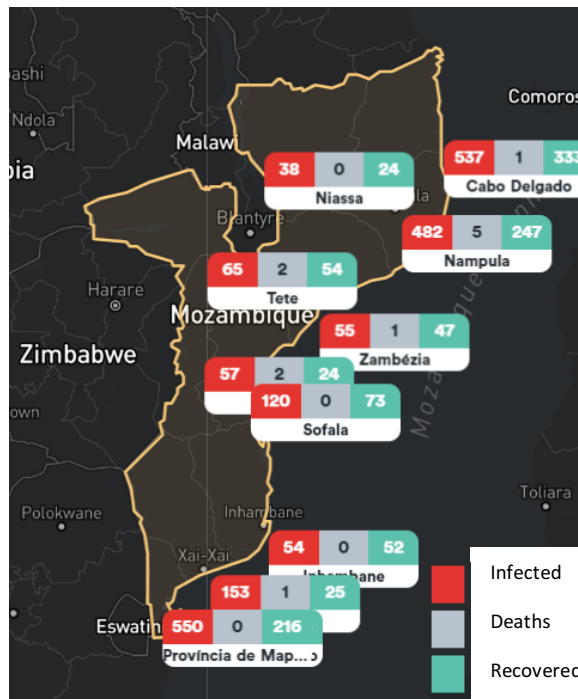 ashi
Ndola
Comoros
Malawi
bia
38 0 24
Niassa
537 1 333
Cabo Delgado
Blantyre
482 5 247
Nampula
65 2 54
Tete
Harare
Mozambique
55 1 47
Zambézia
Zimbabwe
57 2 24
120 0 73
Sofala
own
Toliara
Polokwane
Inhambane
54 0 52
Inhambane
Xai-Xai
153 1 25
Eswatini
550 0 216
Província de Map...
Infected
Deaths
Recovered